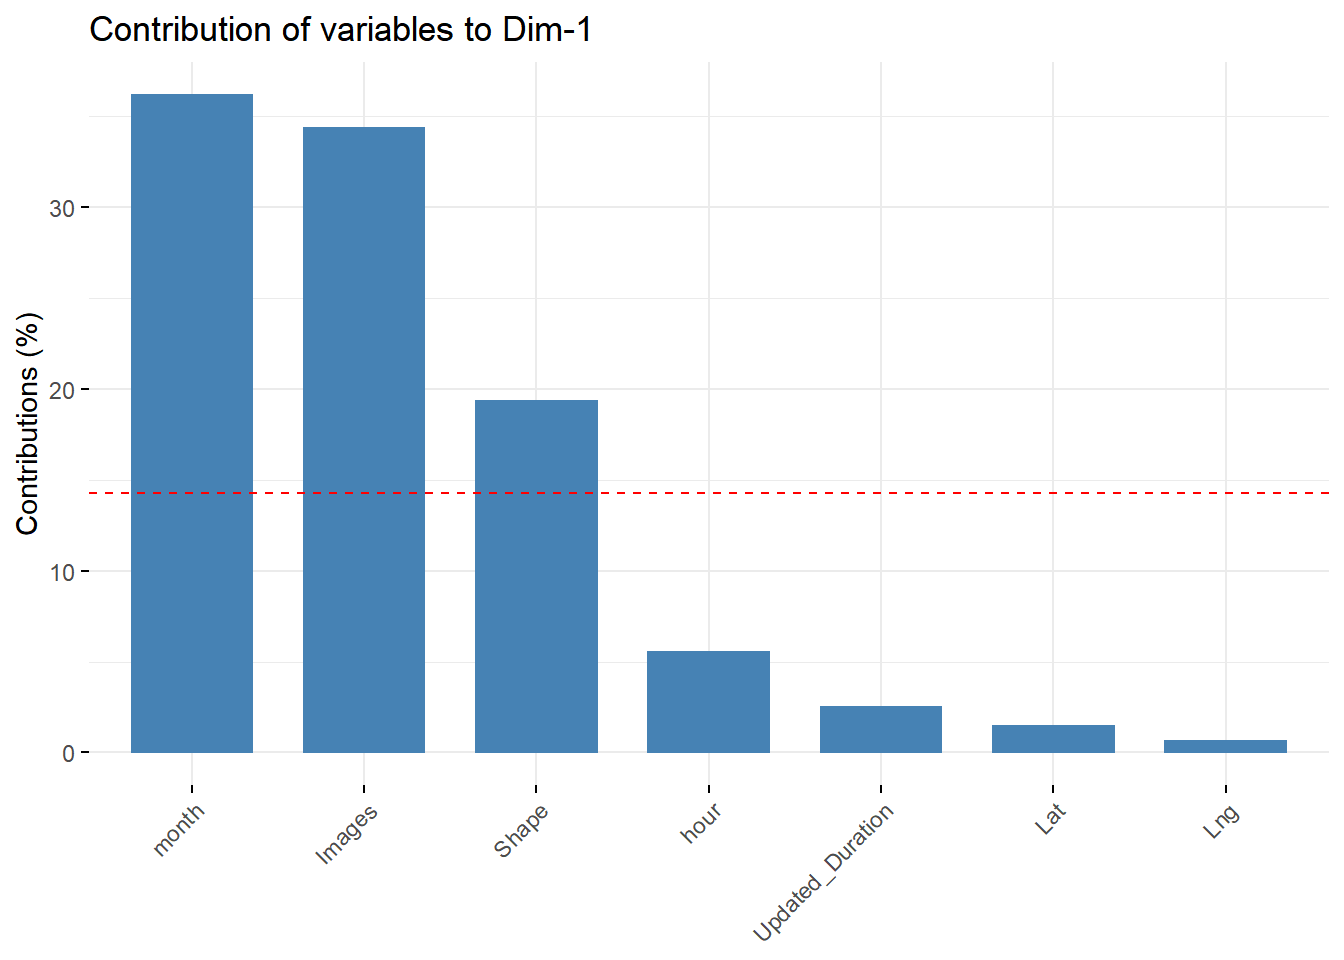 Contribution of variables to Dim-1
Contributions (%)
30
20
10
0
month
Images
Shape
hour
Updated_Duration
Lat
Lng